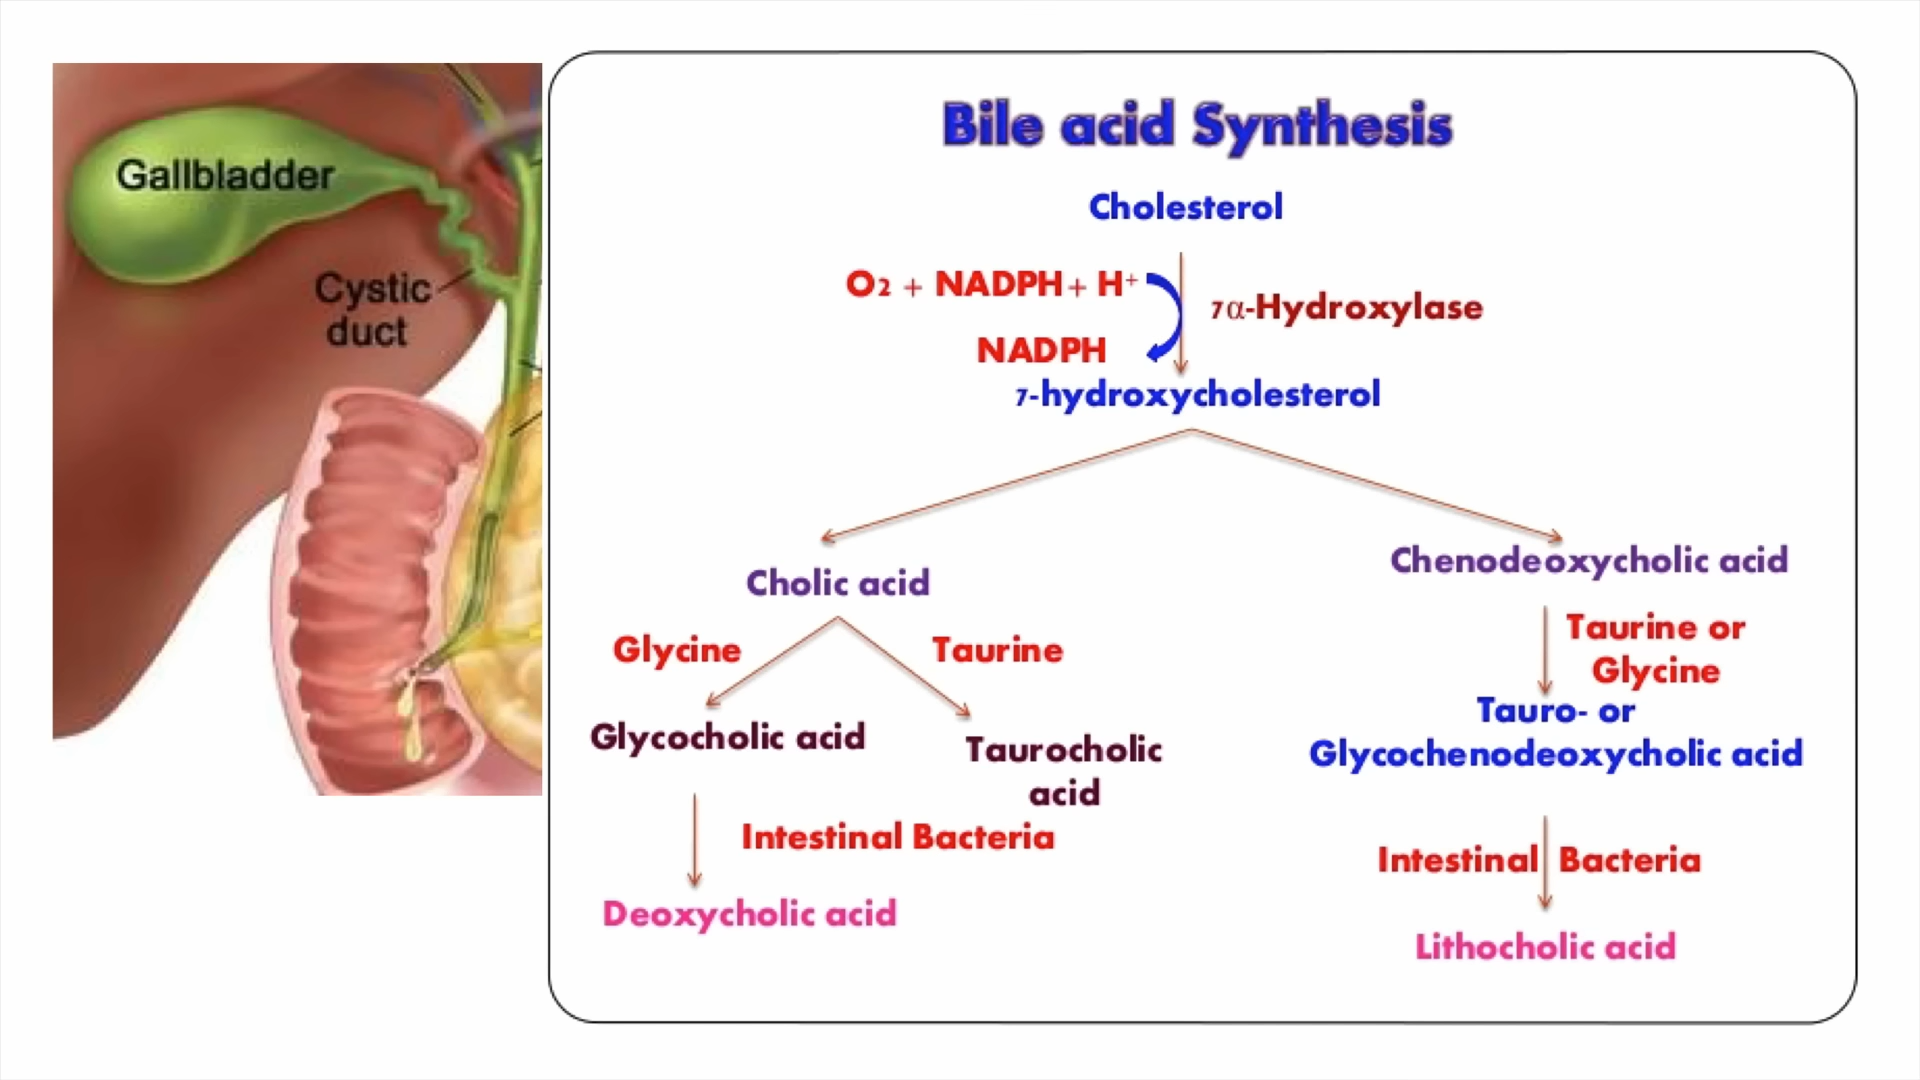 Gallbladder
Cystic
duct
Bile acid Synthesis
Cholesterol
O2 + NADPH + H+
7α-Hydroxylase
NADPH
7-hydroxycholesterol
Cholic acid
Chenodeoxycholic acid
Glycine
Taurine
Taurine or
Glycine
Glycocholic acid
Taurocholic
acid
Tauro- or
Glycochenodeoxycholic acid
Intestinal Bacteria
Intestinal Bacteria
Deoxycholic acid
Lithocholic acid